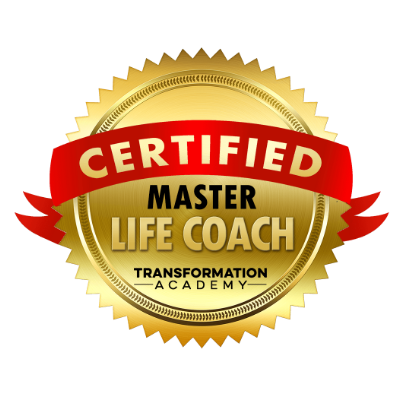 CERTIFIED
MASTER
LIFE COACH
TRANSFORMATION
ACADEMY